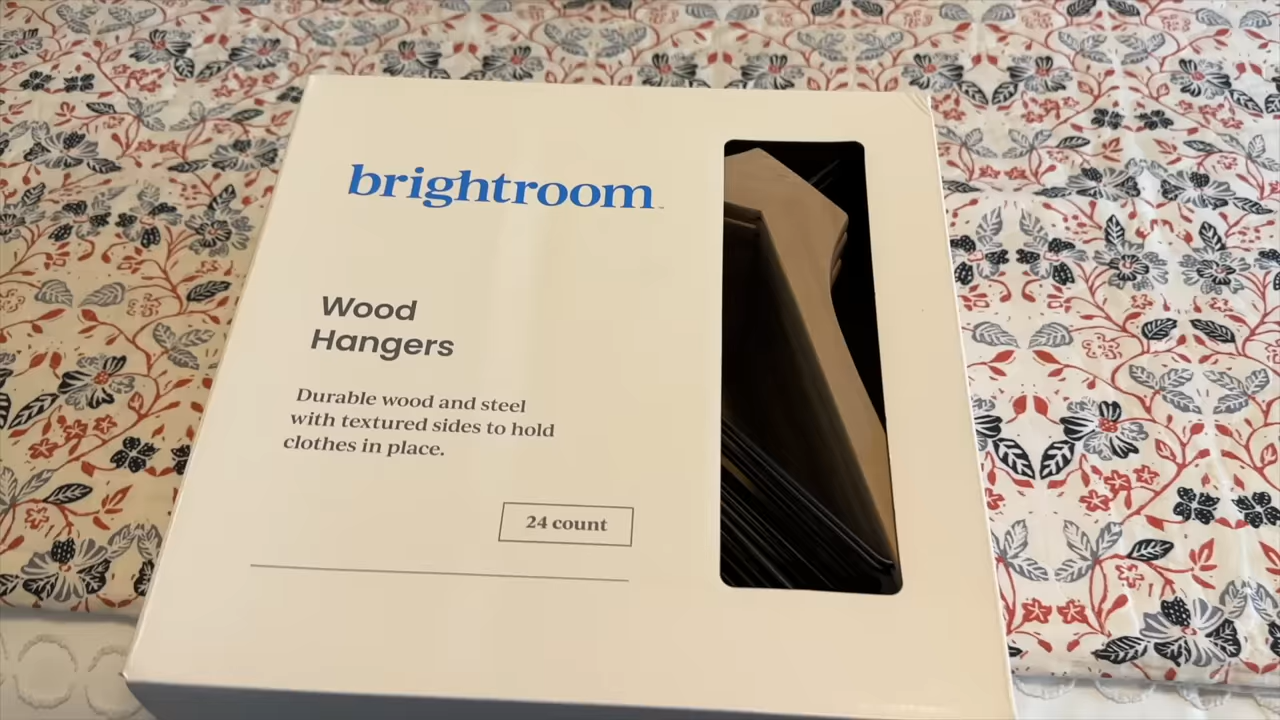 brightroom
Wood
Hangers
Durable wood and steel
with textured sides to hold
clothes in place.
24 count